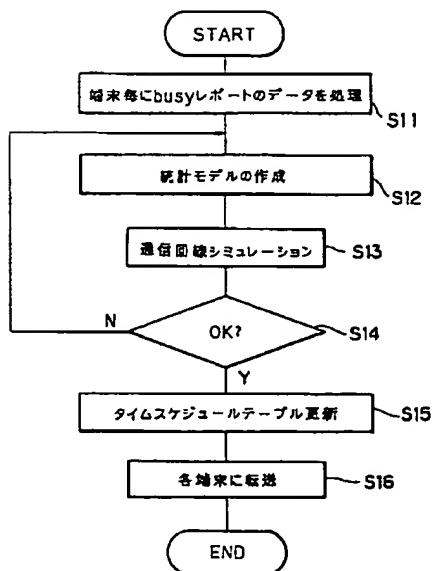 START
端末毎にbusyレポートのデータを処理
S11
統計モデルの作成
S12
通信回線シミュレーション
S13
N
OK?
S14
Y
タイムスケジュールテーブル更新
S15
各端末に転送
S16
END